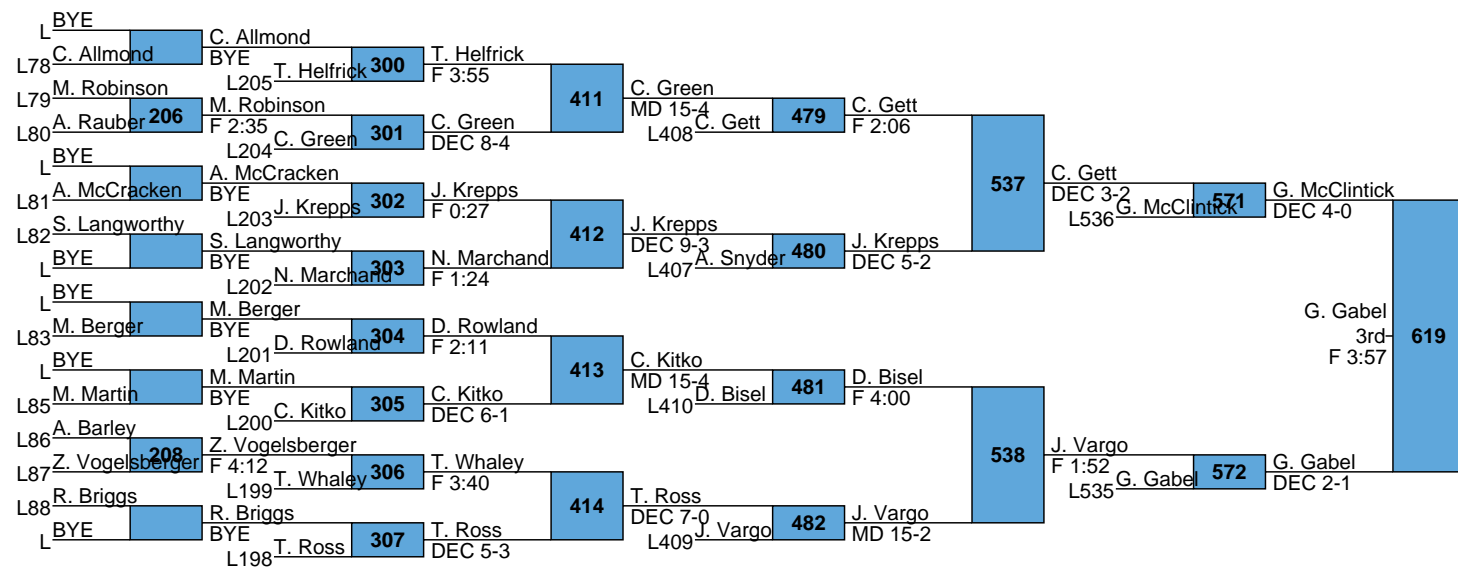 BYE
L
C. Allmond
L78
C. Allmond
BYE
T. Helfrick
L205
300
T. Helfrick
F 3:55
M. Robinson
L79
A. Rauber
L80
206
M. Robinson
F 2:35
C. Green
L204
301
C. Green
DEC 8-4
411
C. Green
MD 15-4
C. Gett
L408
479
C. Gett
F 2:06
BYE
L
A. McCracken
L81
A. McCracken
BYE
J. Krepps
L203
302
J. Krepps
F 0:27
S. Langworthy
L82
BYE
L
S. Langworthy
BYE
N. Marchand
L202
303
N. Marchand
F 1:24
412
J. Krepps
DEC 9-3
A. Snyder
L407
480
J. Krepps
DEC 5-2
537
C. Gett
DEC 3-2
G. McClintick
L536
571
G. McClintick
DEC 4-0
BYE
L
M. Berger
L83
M. Berger
BYE
D. Rowland
L201
304
D. Rowland
F 2:11
BYE
L
M. Martin
L85
M. Martin
BYE
C. Kitko
L200
305
C. Kitko
DEC 6-1
413
C. Kitko
MD 15-4
D. Bisel
L410
481
D. Bisel
F 4:00
A. Barley
L86
Z. Vogelsberger
L87
208
Z. Vogelsberger
F 4:12
T. Whaley
L199
306
T. Whaley
F 3:40
R. Briggs
L88
BYE
L
R. Briggs
BYE
T. Ross
L198
307
T. Ross
DEC 5-3
414
T. Ross
DEC 7-0
J. Vargo
L409
482
J. Vargo
MD 15-2
538
J. Vargo
F 1:52
G. Gabel
L535
572
G. Gabel
DEC 2-1
619
G. Gabel
3rd
F 3:57